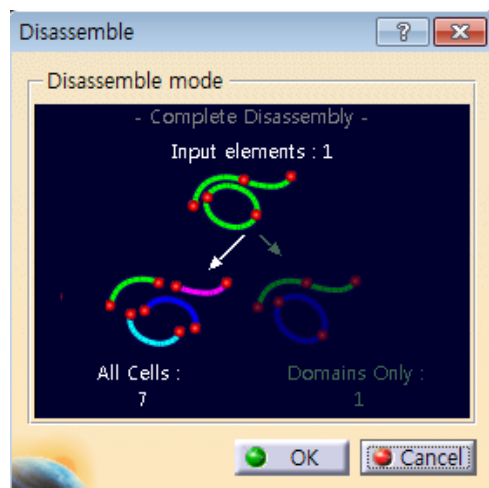 Disassemble
?
Disassemble mode
- Complete Disassembly -
Input elements : 1
All Cells :
7
Domains Only :
1
OK
Cancel